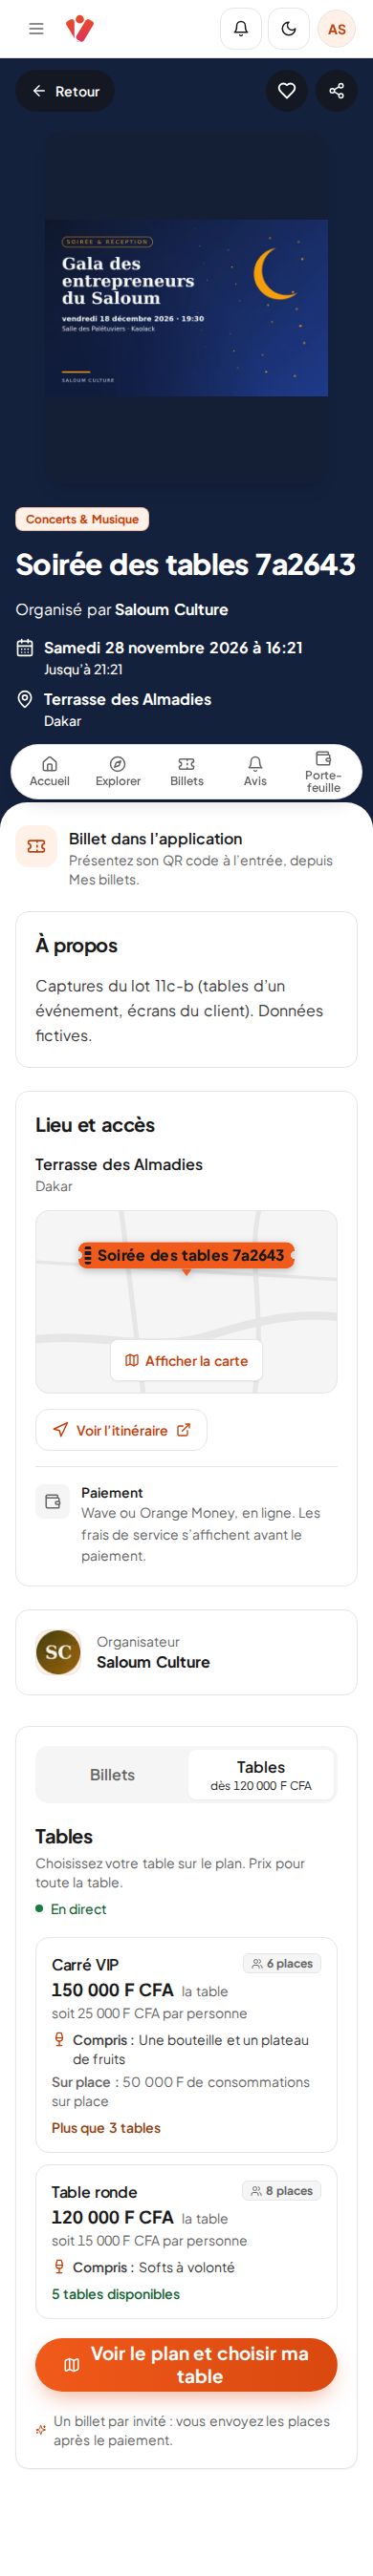 AS
Retour
SOIRÉE & RÉCEPTION
Gala des
entrepreneurs
du Saloum
vendredi 18 décembre 2026 · 19:30
Salle des Palétuviers · Kaolack
SALOUM CULTURE
Concerts & Musique
Soirée des tables 7a2643
Organisé par Saloum Culture
Samedi 28 novembre 2026 à 16:21
Jusqu'à 21:21
Terrasse des Almadies
Dakar
Accueil
Explorer
Billets
Avis
Porte-
feuille
Billet dans l'application
Présentez son QR code à l'entrée, depuis
Mes billets.
À propos
Captures du lot 11c-b (tables d'un
événement, écrans du client). Données
fictives.
Lieu et accès
Terrasse des Almadies
Dakar
Soirée des tables 7a2643
Afficher la carte
Voir l'itinéraire
Paiement
Wave ou Orange Money, en ligne. Les
frais de service s'affichent avant le
paiement.
SC
Organisateur
Saloum Culture
Billets
Tables
dès 120 000 F CFA
Tables
Choisissez votre table sur le plan. Prix pour
toute la table.
En direct
Carré VIP
6 places
150 000 F CFA la table
soit 25 000 F CFA par personne
Compris : Une bouteille et un plateau
de fruits
Sur place : 50 000 F de consommations
sur place
Plus que 3 tables
Table ronde
8 places
120 000 F CFA la table
soit 15 000 F CFA par personne
Compris : Softs à volonté
5 tables disponibles
Voir le plan et choisir ma
table
Un billet par invité : vous envoyez les places
après le paiement.